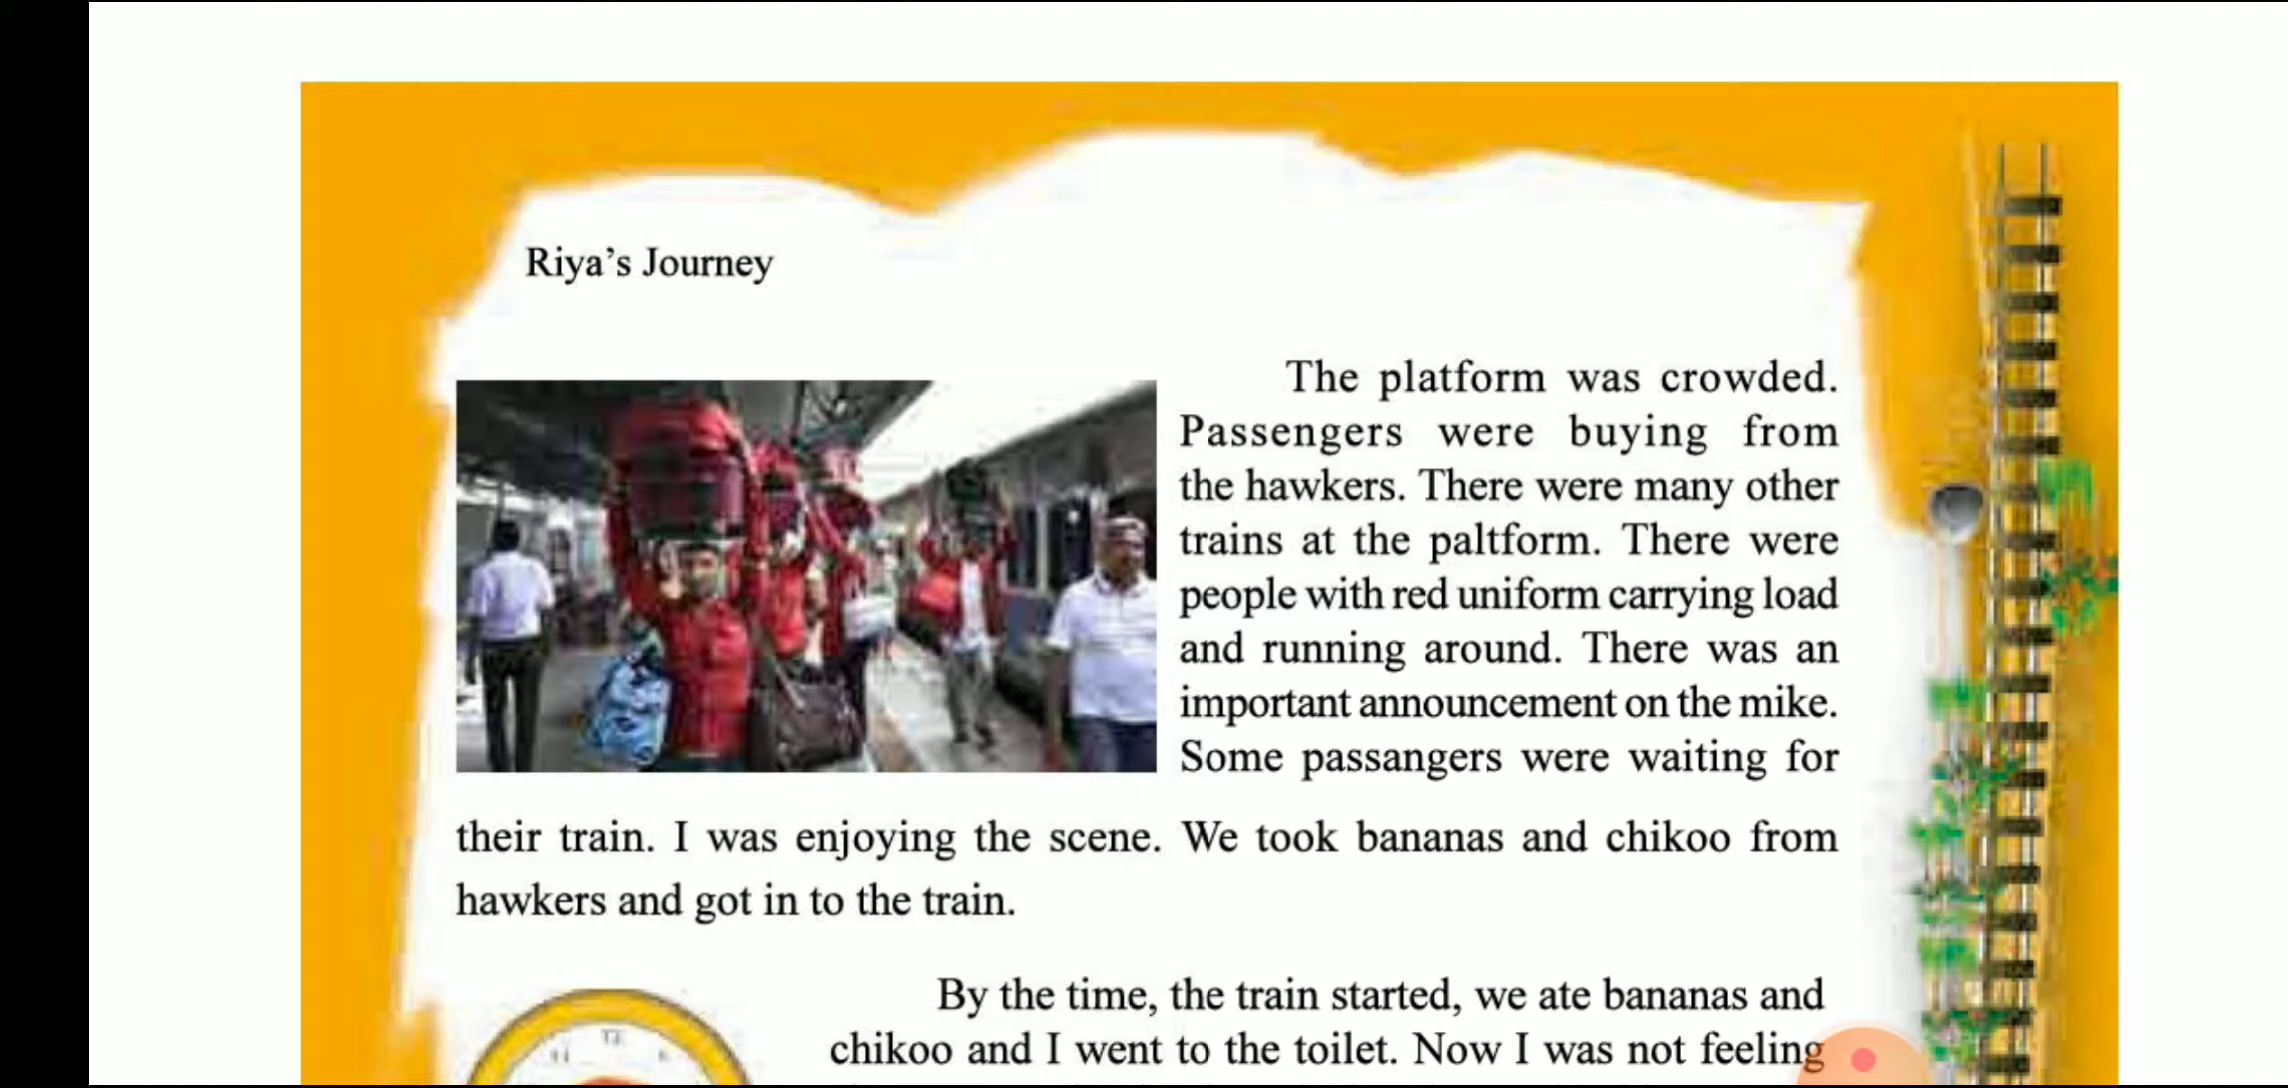 Riya's Journey
The platform was crowded.
Passengers were buying from
the hawkers. There were many other
trains at the paltform. There were
people with red uniform carrying load
and running around. There was an
important announcement on the mike.
Some passangers were waiting for
their train. I was enjoying the scene. We took bananas and chikoo from
hawkers and got in to the train.
By the time, the train started, we ate bananas and
chikoo and I went to the toilet. Now I was not feeling
12